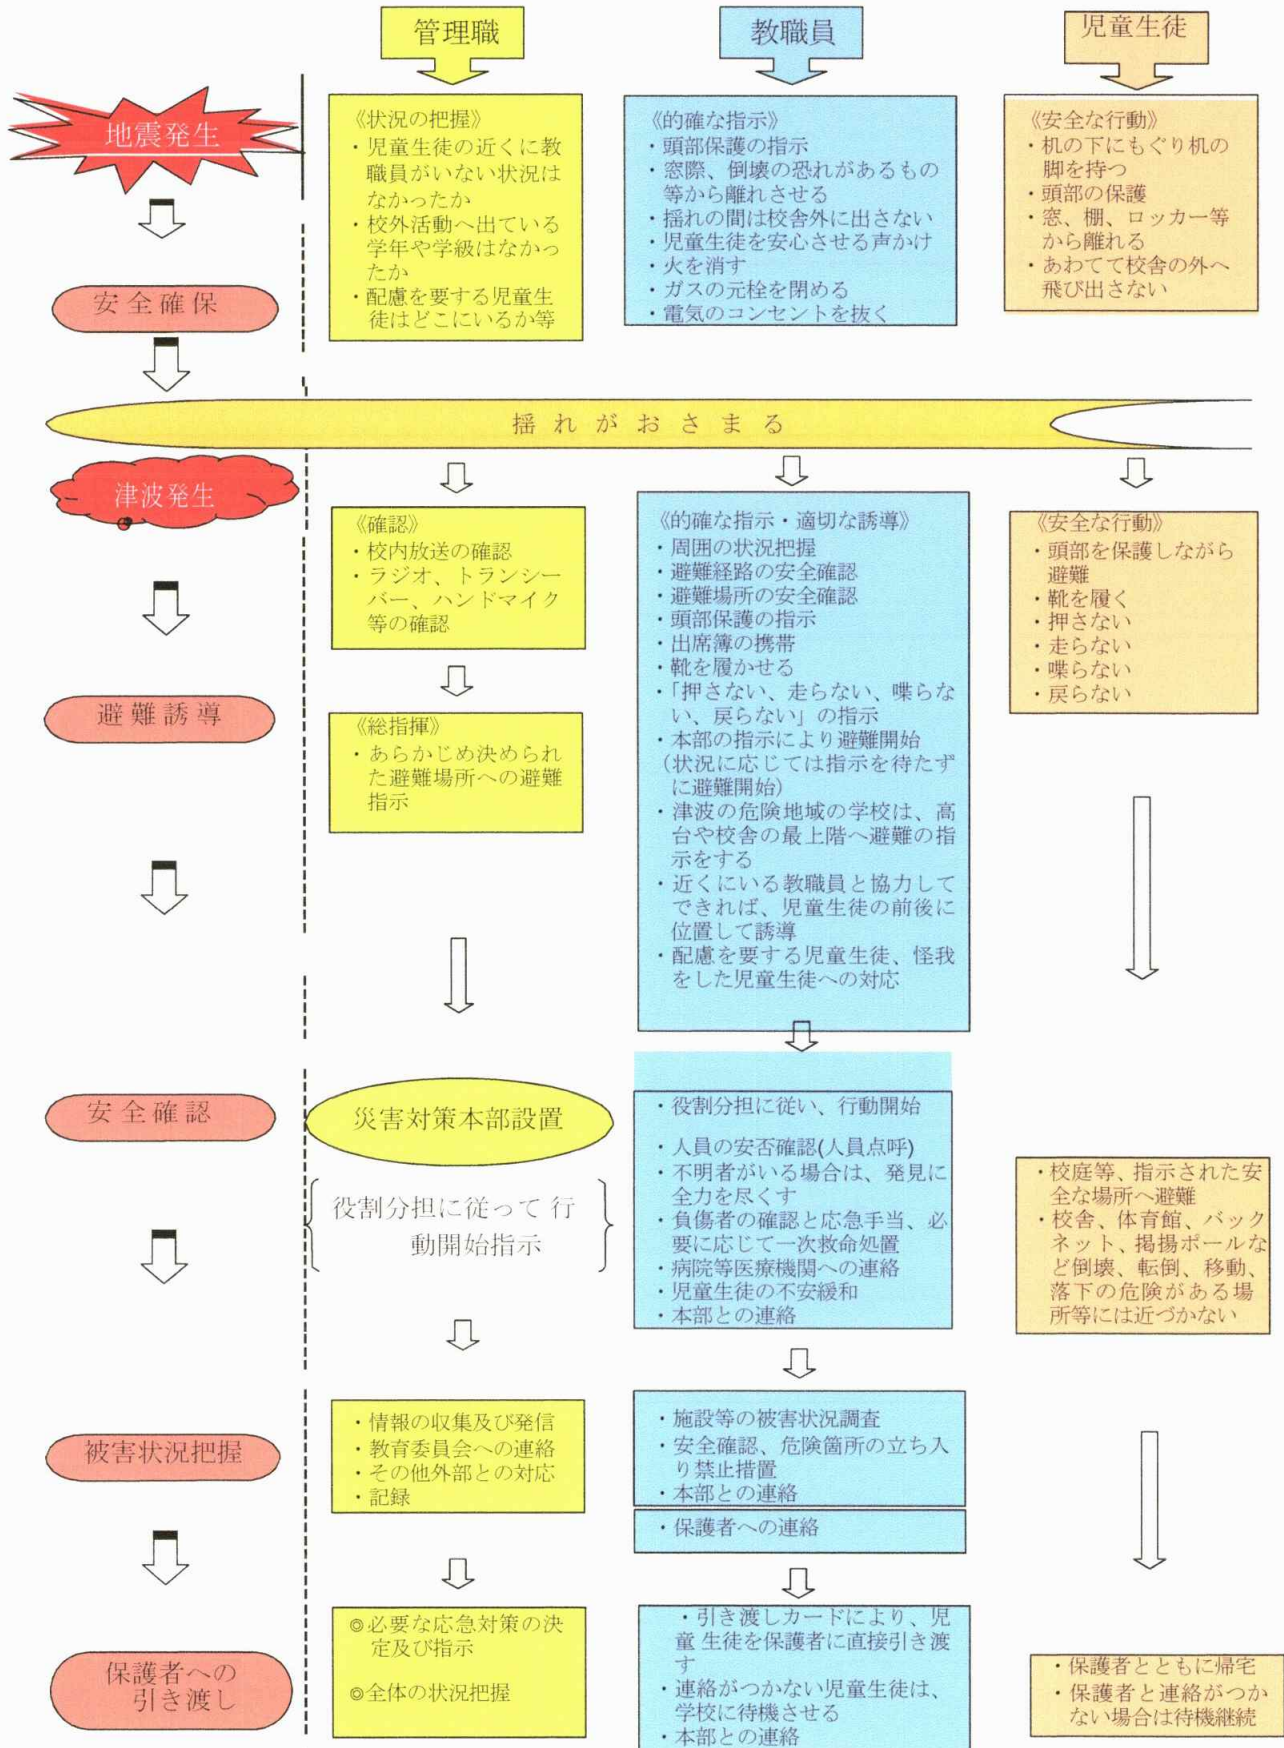 管理職
教職員
児童生徒
地震発生
《状況の把握》
・児童生徒の近くに教
職員がいない状況は
なかったか
・校外活動へ出ている
学年や学級はなかっ
たか
・配慮を要する児童生
徒はどこにいるか等
《的確な指示》
・頭部保護の指示
・窓際、倒壊の恐れがあるもの
等から離れさせる
・揺れの間は校舎外に出さない
・児童生徒を安心させる声かけ
・火を消す
・ガスの元栓を閉める
・電気のコンセントを抜く
《安全な行動》
・机の下にもぐり机の
脚を持つ
・頭部の保護
・窓、棚、ロッカー等
から離れる
・あわてて校舎の外へ
飛び出さない
安全確保
揺れがおさまる
津波発生
《確認》
・校内放送の確認
・ラジオ、トランシー
バー、ハンドマイク
等の確認
《総指揮》
・あらかじめ決められ
た避難場所への避難
指示
《的確な指示・適切な誘導》
・周囲の状況把握
・避難経路の安全確認
・避難場所の安全確認
・頭部保護の指示
・出席簿の携帯
・靴を履かせる
・「押さない、走らない、喋らな
い、戻らない」の指示
・本部の指示により避難開始
(状況に応じては指示を待たず
に避難開始)
・津波の危険地域の学校は、高
台や校舎の最上階へ避難の指
示をする
・近くにいる教職員と協力して
できれば、児童生徒の前後に
位置して誘導
・配慮を要する児童生徒、怪我
をした児童生徒への対応
《安全な行動》
・頭部を保護しながら
避難
・靴を履く
・押さない
・走らない
・喋らない
・戻らない
避難誘導
安全確認
災害対策本部設置
役割分担に従って 行
動開始指示
・役割分担に従い、行動開始
・人員の安否確認(人員点呼)
・不明者がいる場合は、発見に
全力を尽くす
・負傷者の確認と応急手当、必
要に応じて一次救命処置
・病院等医療機関への連絡
・児童生徒の不安緩和
・本部との連絡
・校庭等、指示された安
全な場所へ避難
・校舎、体育館、バック
ネット、掲揚ポールな
ど倒壊、転倒、移動、
落下の危険がある場
所等には近づかない
被害状況把握
・情報の収集及び発信
・教育委員会への連絡
・その他外部との対応
・記録
・施設等の被害状況調査
・安全確認、危険箇所の立ち入
り禁止措置
・本部との連絡
・保護者への連絡
保護者への
引き渡し
◎必要な応急対策の決
定及び指示
◎全体の状況把握
・引き渡しカードにより、児
童 生徒を保護者に直接引き渡
す
・連絡がつかない児童生徒は、
学校に待機させる
・本部との連絡
・保護者とともに帰宅
・保護者と連絡がつか
ない場合は待機継続